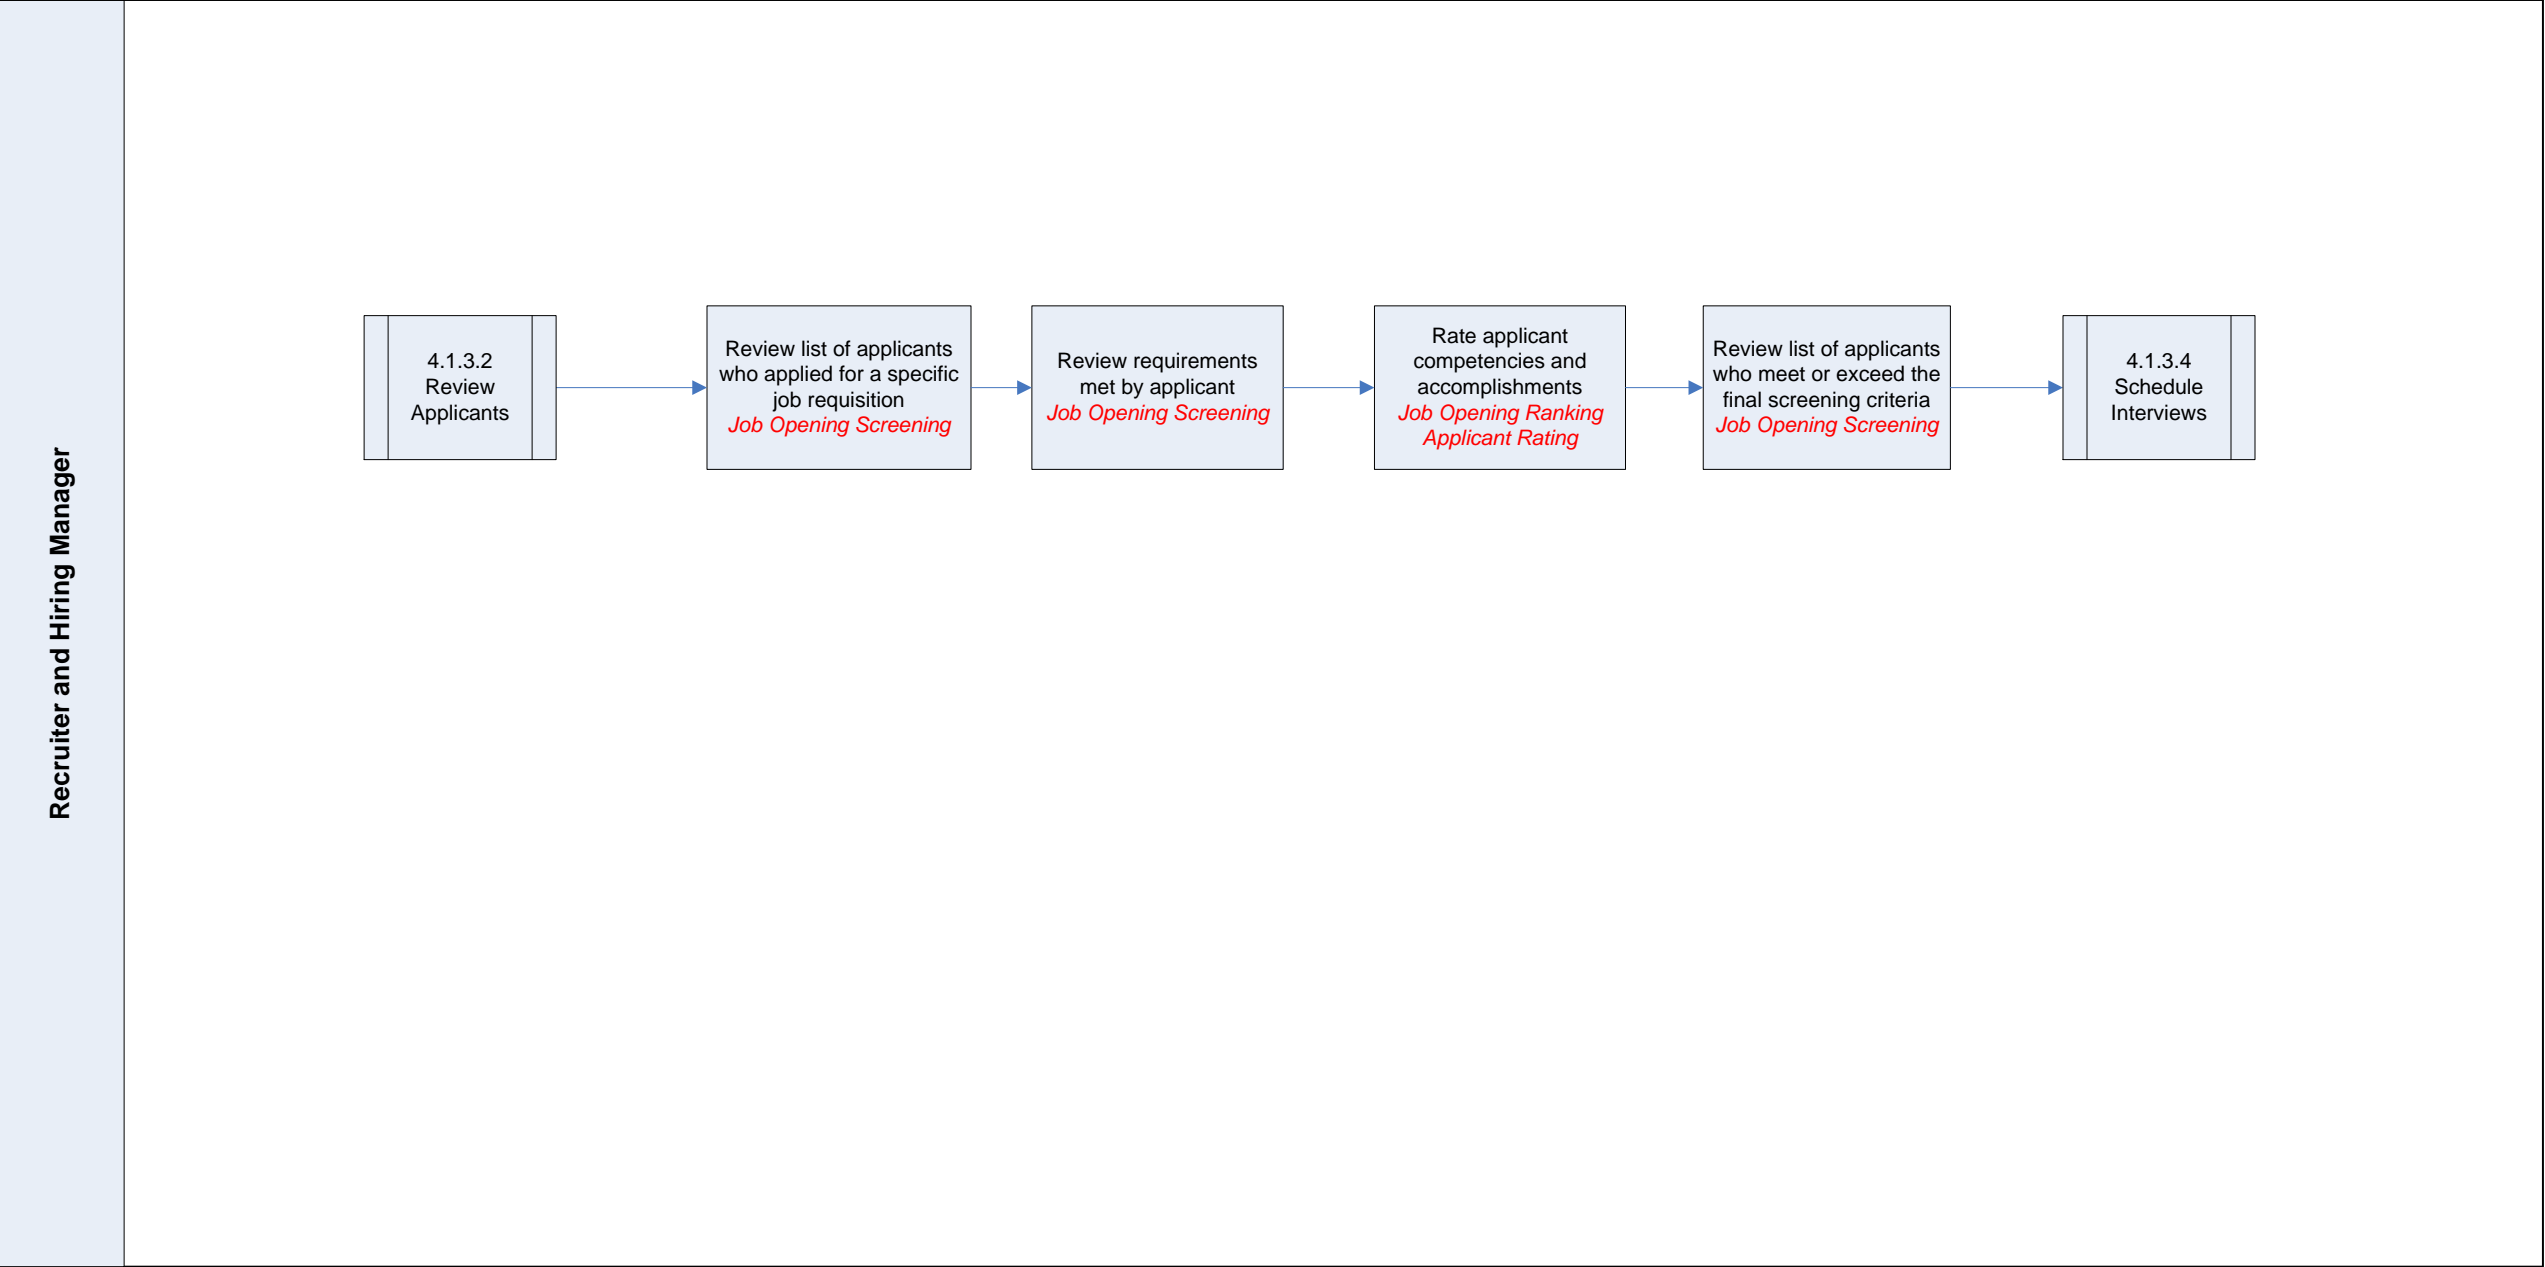 Recruiter and Hiring Manager
4.1.3.2
Review
Applicants
Review list of applicants
who applied for a specific
job requisition
Job Opening Screening
Review requirements
met by applicant
Job Opening Screening
Rate applicant
competencies and
accomplishments
Job Opening Ranking
Applicant Rating
Review list of applicants
who meet or exceed the
final screening criteria
Job Opening Screening
4.1.3.4
Schedule
Interviews